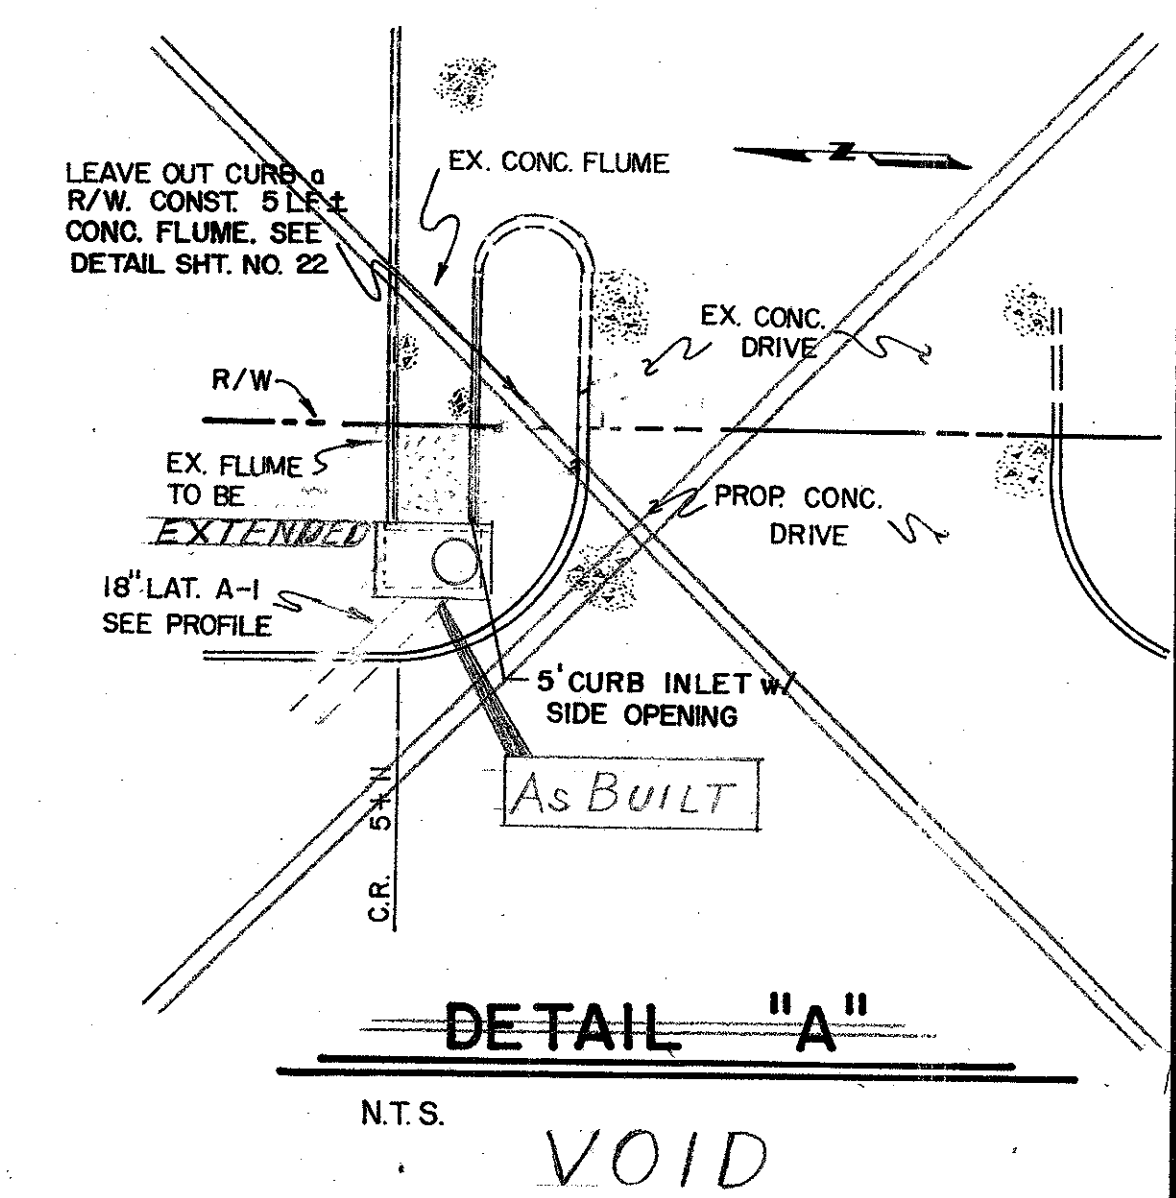 LEAVE OUT CURB a
R/W. CONST. 5 LF ±
CONC. FLUME. SEE
DETAIL SHT. NO. 22
EX. CONC. FLUME
N
EX. CONC.
DRIVE
R/W
EX. FLUME
TO BE
EXTENDED
PROP. CONC.
DRIVE
18" LAT. A-1
SEE PROFILE
5' CURB INLET w/
SIDE OPENING
As BUILT
C.R. 5 + N
DETAIL "A"
N.T.S.
VOID